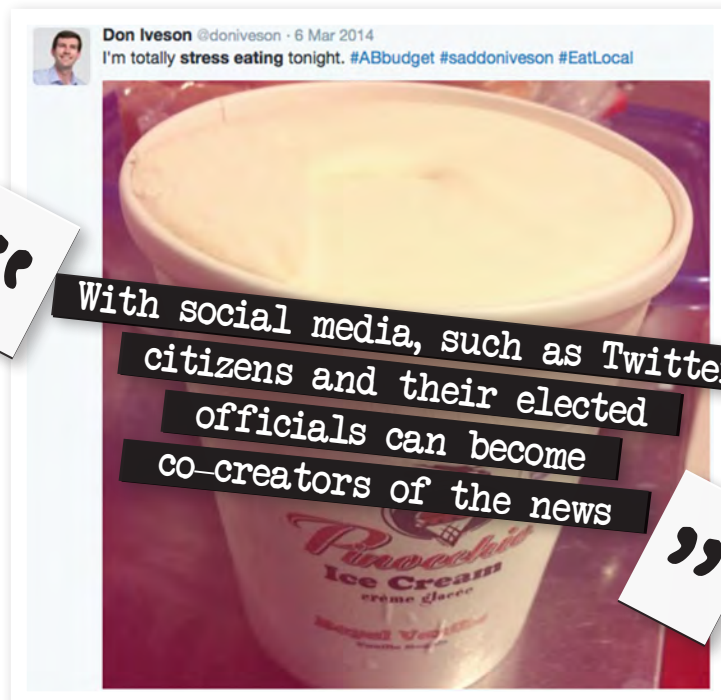 Don Iveson @doniveson · 6 Mar 2014
I'm totally stress eating tonight. #ABbudget #saddoniveson #EatLocal
“
With social media, such as Twitter
citizens and their elected
officials can become
co-creators of the news
”
Pinocchio
Ice Cream
crème glacée